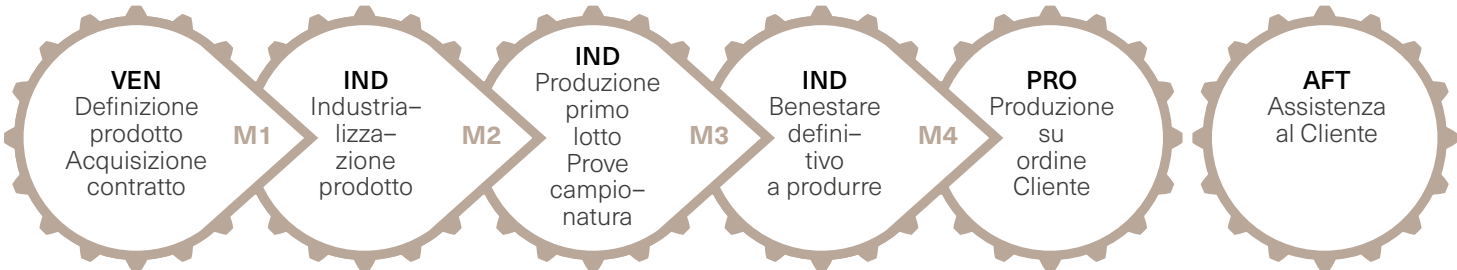 VEN
Definizione
prodotto
Acquisizione
contratto
M1
IND
Industria–
lizza–
zione
prodotto
M2
IND
Produzione
primo
lotto
Prove
campio–
natura
M3
IND
Benestare
defini–
tivo
a produrre
M4
PRO
Produzione
su
ordine
Cliente
AFT
Assistenza
al Cliente